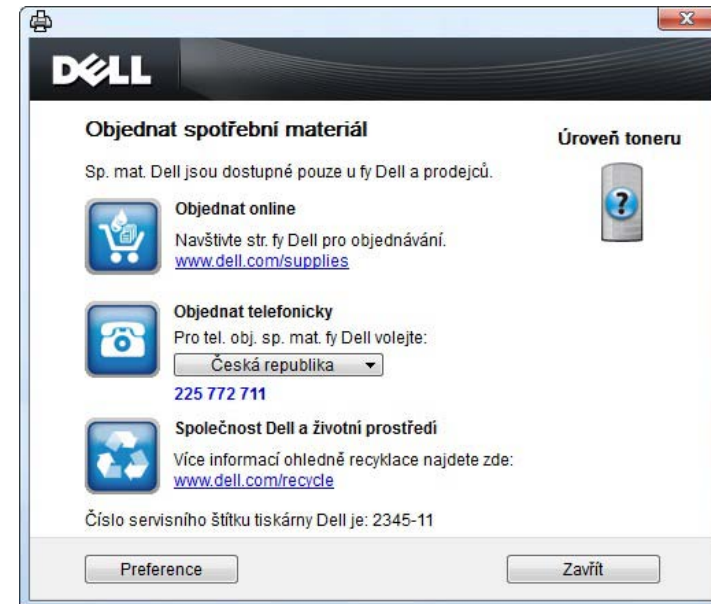 DELL
Objednat spotřební materiál
Úroveň toneru
Sp. mat. Dell jsou dostupné pouze u fy Dell a prodejců.
?
Objednat online
Navštivte str. fy Dell pro objednávání.
www.dell.com/supplies
Objednat telefonicky
Pro tel. obj. sp. mat. fy Dell volejte:
Česká republika
225 772 711
Společnost Dell a životní prostředí
Více informací ohledně recyklace najdete zde:
www.dell.com/recycle
Číslo servisního štítku tiskárny Dell je: 2345-11
Preference
Zavřít